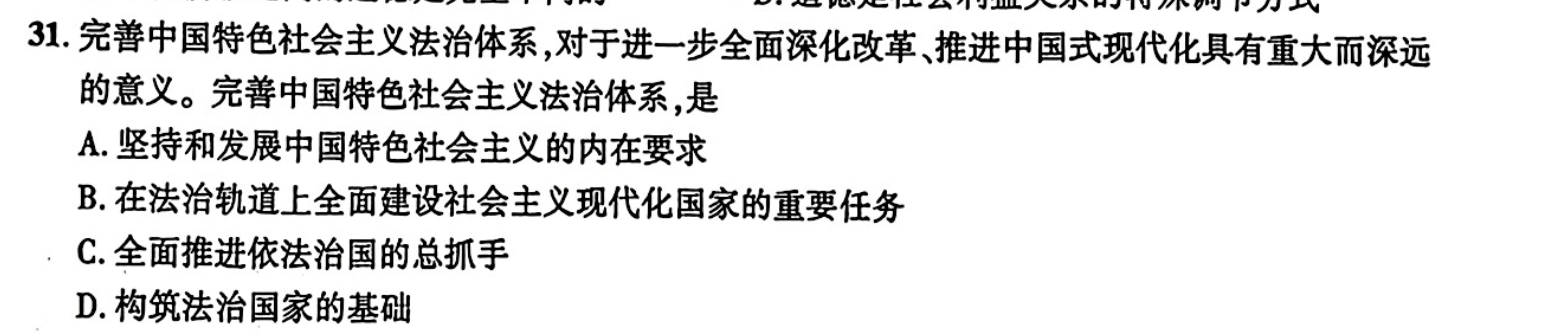 31. 完善中国特色社会主义法治体系,对于进一步全面深化改革、推进中国式现代化具有重大而深远
的意义。完善中国特色社会主义法治体系,是
A. 坚持和发展中国特色社会主义的内在要求
B. 在法治轨道上全面建设社会主义现代化国家的重要任务
C. 全面推进依法治国的总抓手
D. 构筑法治国家的基础